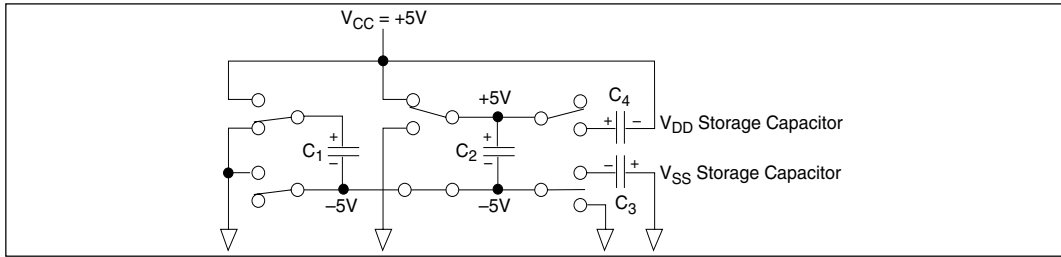 V_CC = +5V
+5V
C_4
+ −
V_DD Storage Capacitor
+
C_1
−
+
C_2
−
− +
V_SS Storage Capacitor
C_3
−5V
−5V